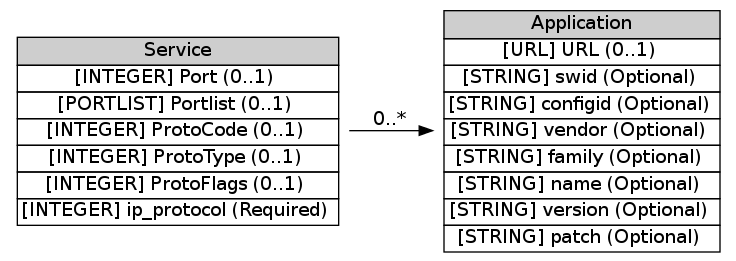 Service
[INTEGER] Port (0..1)
[PORTLIST] Portlist (0..1)
[INTEGER] ProtoCode (0..1)
[INTEGER] ProtoType (0..1)
[INTEGER] ProtoFlags (0..1)
[INTEGER] ip_protocol (Required)
0..*
Application
[URL] URL (0..1)
[STRING] swid (Optional)
[STRING] configid (Optional)
[STRING] vendor (Optional)
[STRING] family (Optional)
[STRING] name (Optional)
[STRING] version (Optional)
[STRING] patch (Optional)